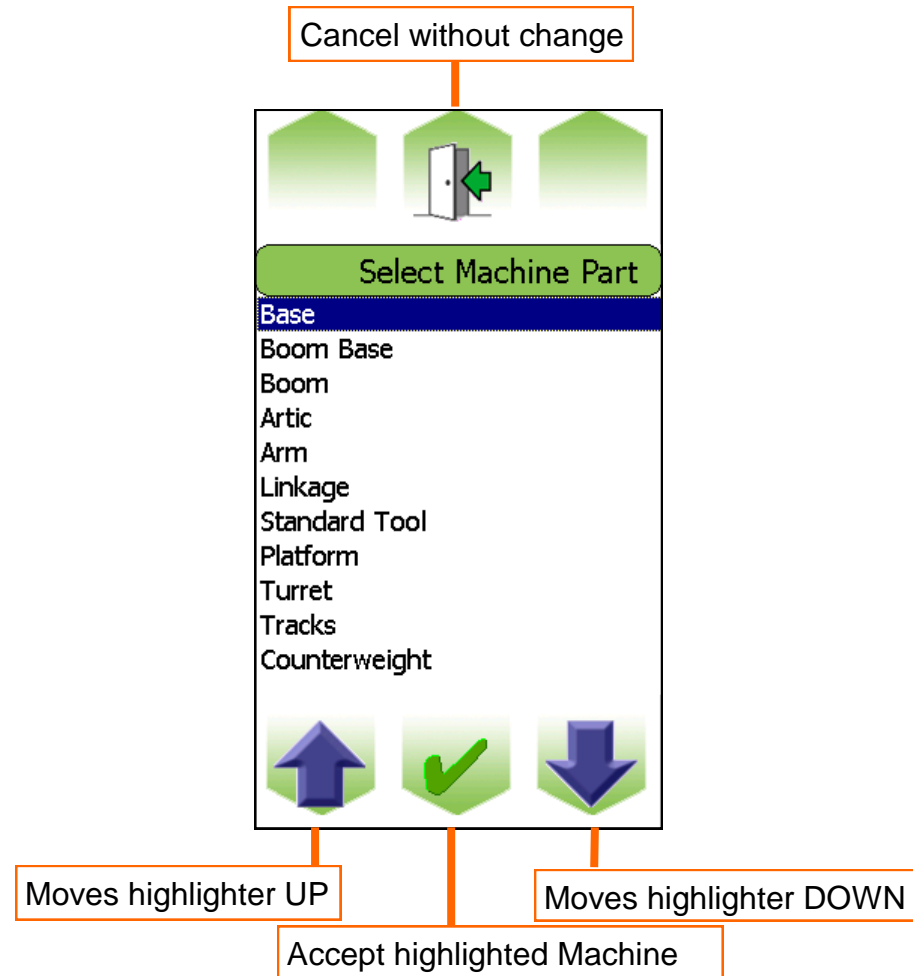 Cancel without change
Select Machine Part
Base
Boom Base
Boom
Artic
Arm
Linkage
Standard Tool
Platform
Turret
Tracks
Counterweight
Moves highlighter UP
Moves highlighter DOWN
Accept highlighted Machine